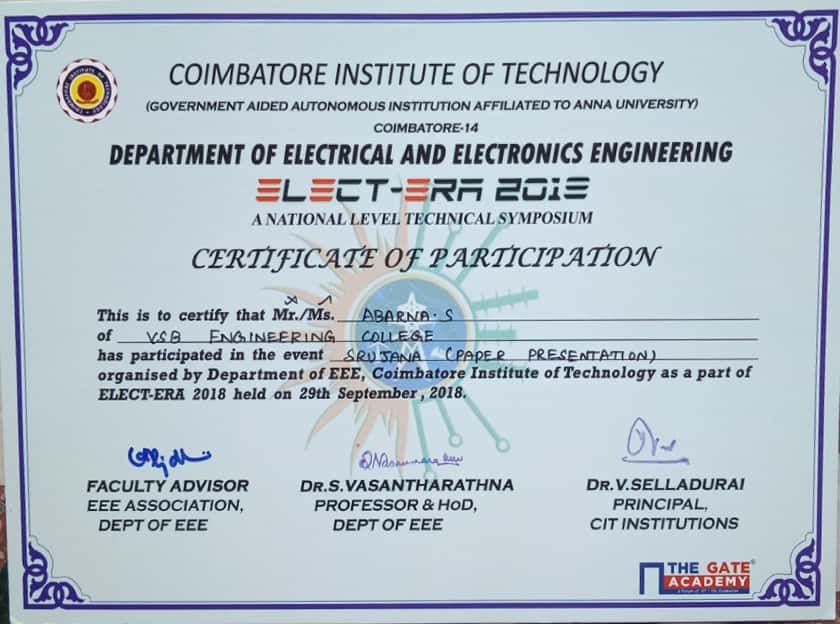 COIMBATORE INSTITUTE OF TECHNOLOGY
(GOVERNMENT AIDED AUTONOMOUS INSTITUTION AFFILIATED TO ANNA UNIVERSITY)
COIMBATORE-14
DEPARTMENT OF ELECTRICAL AND ELECTRONICS ENGINEERING
ELECT-ERA 2018
A NATIONAL LEVEL TECHNICAL SYMPOSIUM
CERTIFICATE OF PARTICIPATION
This is to certify that Mr./Ms. ABARNA.S
of VSB ENGINEERING COLLEGE
has participated in the event SRUJANA (PAPER PRESENTATION)
organised by Department of EEE, Coimbatore Institute of Technology as a part of
ELECT-ERA 2018 held on 29th September, 2018.
FACULTY ADVISOR
EEE ASSOCIATION,
DEPT OF EEE
DR.S.VASANTHARATHNA
PROFESSOR & HoD,
DEPT OF EEE
DR.V.SELLADURAI
PRINCIPAL,
CIT INSTITUTIONS
THE GATE
ACADEMY